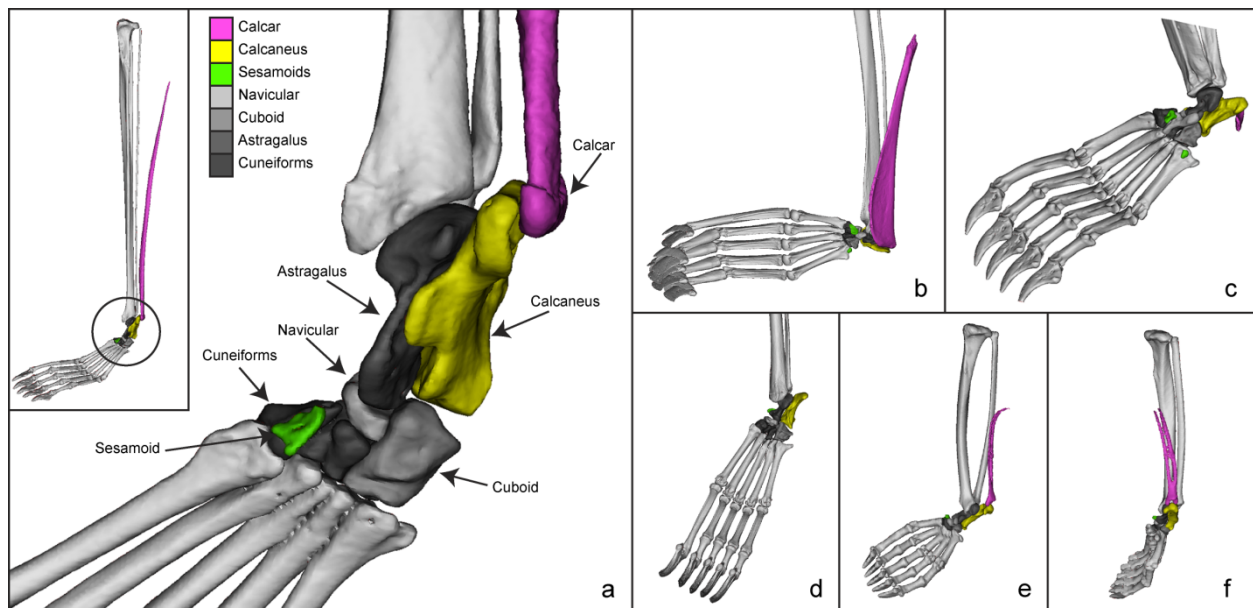 Calcar
Calcaneus
Sesamoids
Navicular
Cuboid
Astragalus
Cuneiforms
Calcar
Astragalus
Calcaneus
Navicular
Cuneiforms
Sesamoid
Cuboid
a
b
c
d
e
f